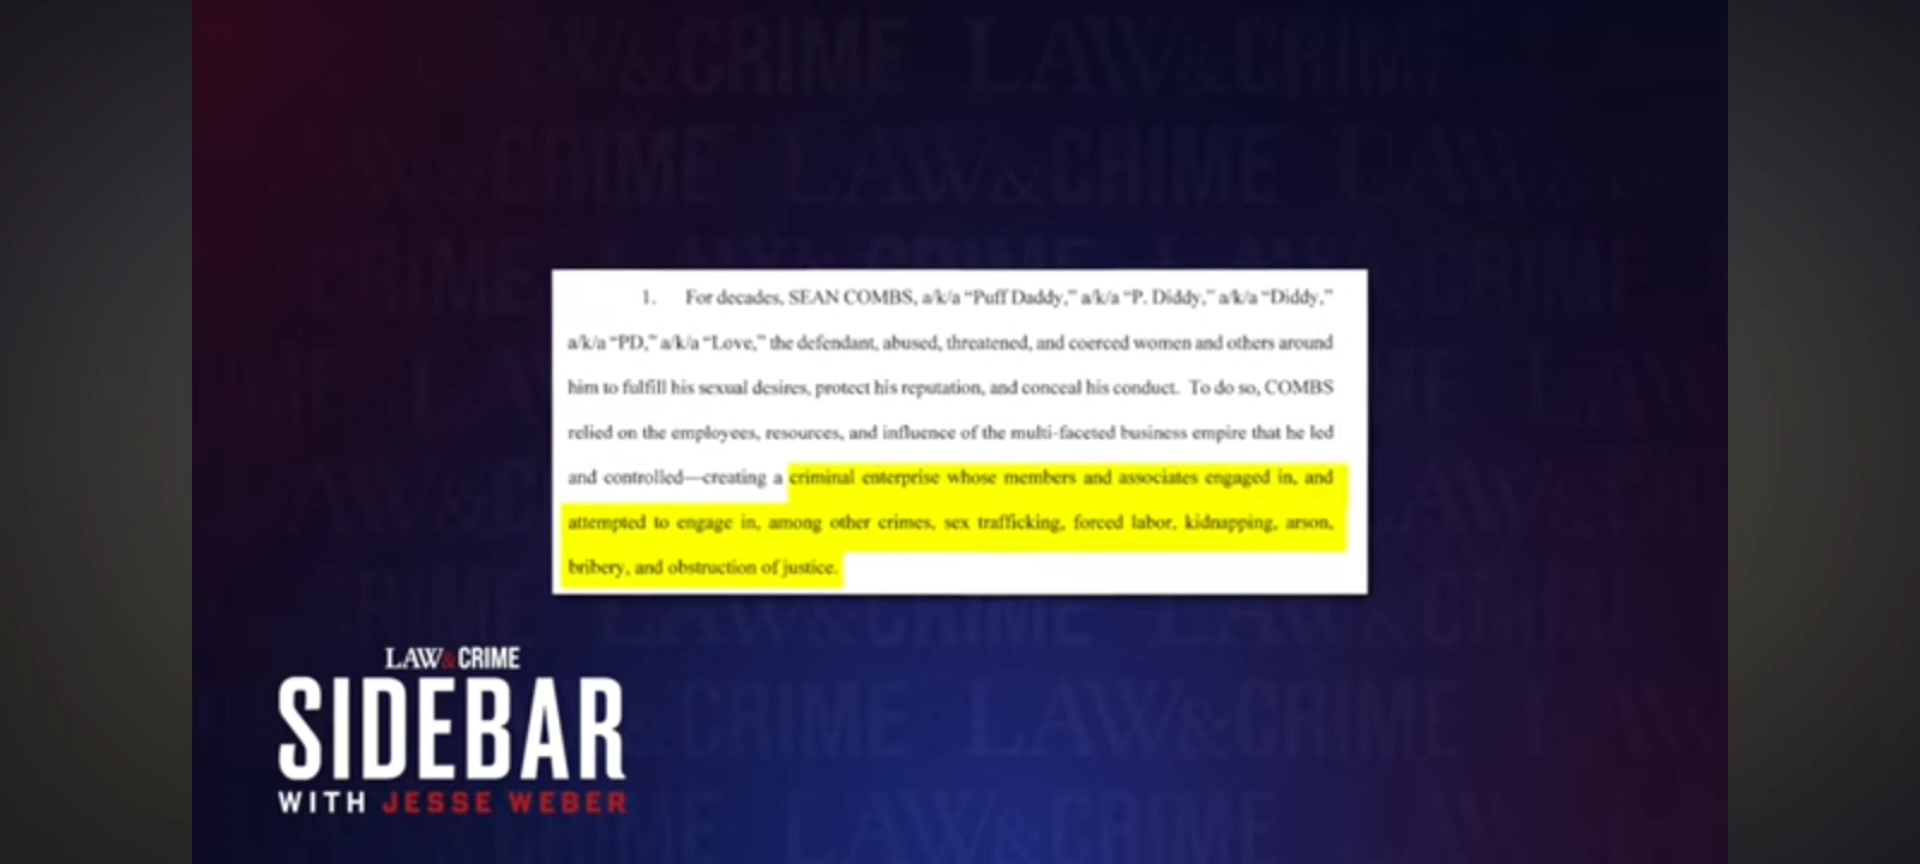 1. For decades, SEAN COMBS, a/k/a “Puff Daddy,” a/k/a “P. Diddy,” a/k/a “Diddy,”
a/k/a “PD,” a/k/a “Love,” the defendant, abused, threatened, and coerced women and others around
him to fulfill his sexual desires, protect his reputation, and conceal his conduct. To do so, COMBS
relied on the employees, resources, and influence of the multi-faceted business empire that he led
and controlled—creating a criminal enterprise whose members and associates engaged in, and
attempted to engage in, among other crimes, sex trafficking, forced labor, kidnapping, arson,
bribery, and obstruction of justice.
LAW&CRIME
SIDEBAR
WITH JESSE WEBER